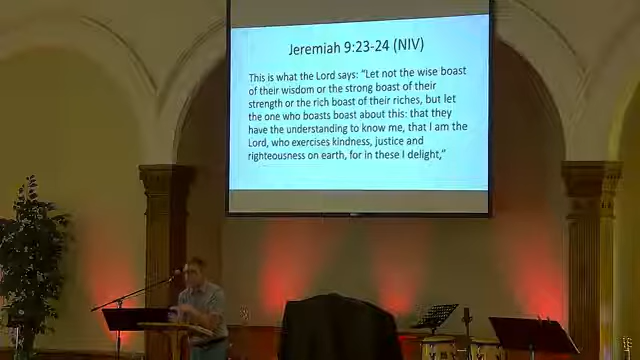 Jeremiah 9:23-24 (NIV)
This is what the Lord says: “Let not the wise boast
of their wisdom or the strong boast of their
strength or the rich boast of their riches, but let
the one who boasts boast about this: that they
have the understanding to know me, that I am the
Lord, who exercises kindness, justice and
righteousness on earth, for in these I delight,”